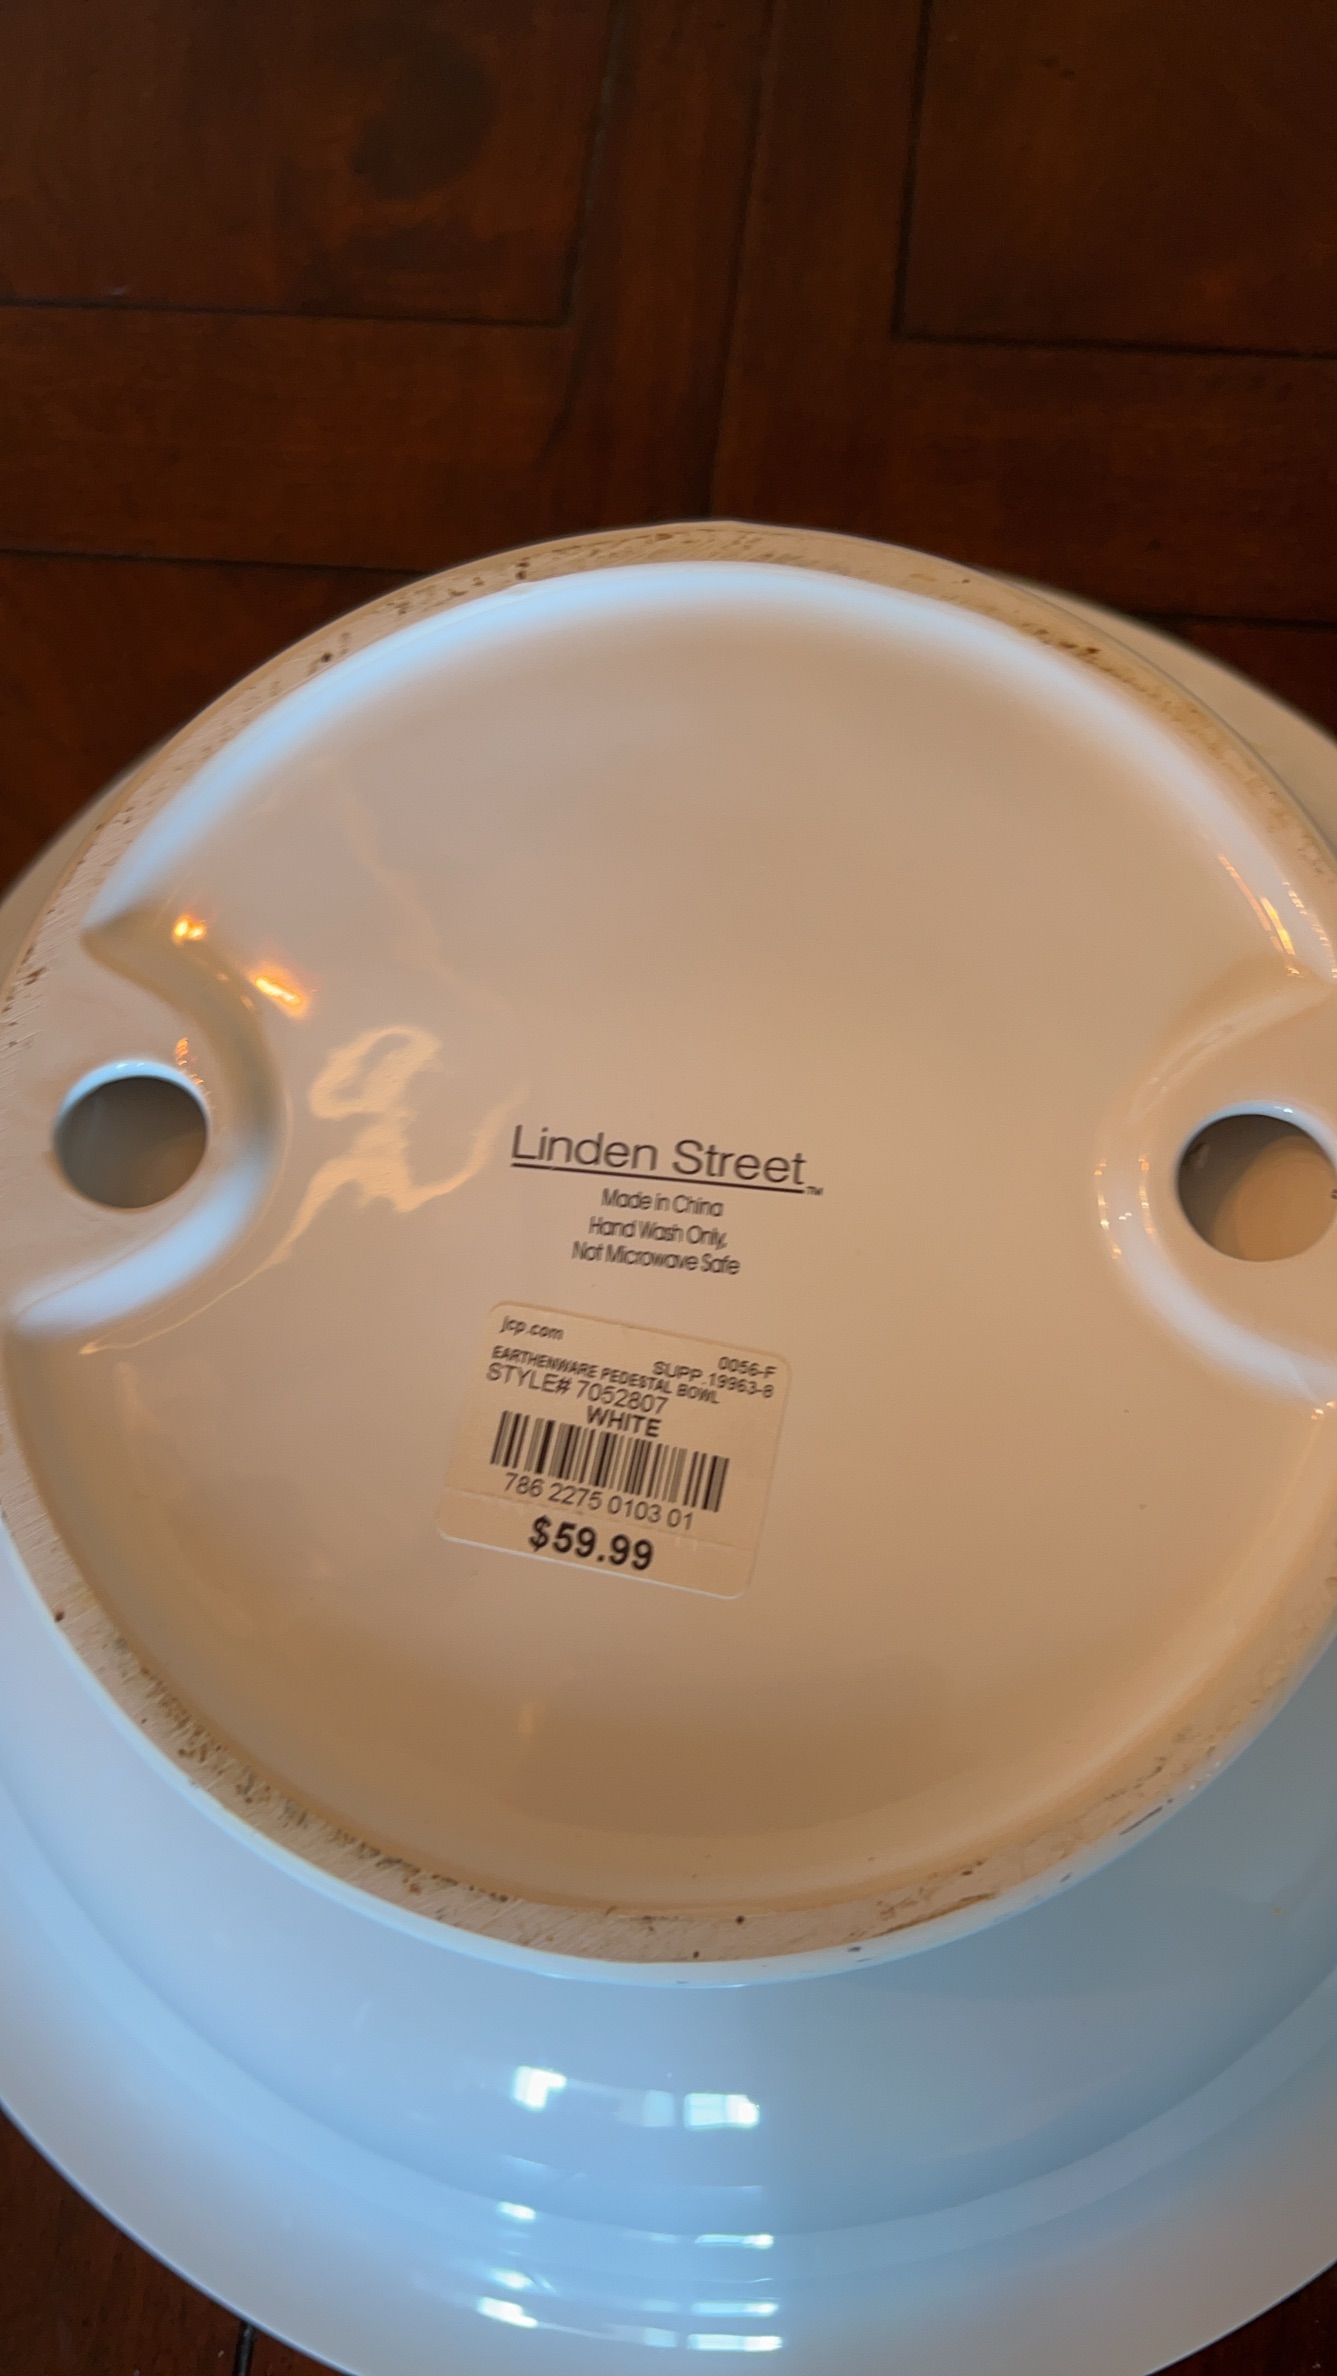 Linden Street™
Made in China
Hand Wash Only,
Not Microwave Safe
jcp.com
0056-F
SUPP. 19963-8
EARTHENWARE PEDESTAL BOWL
STYLE# 7052807
WHITE
786 2275 0103 01
$59.99